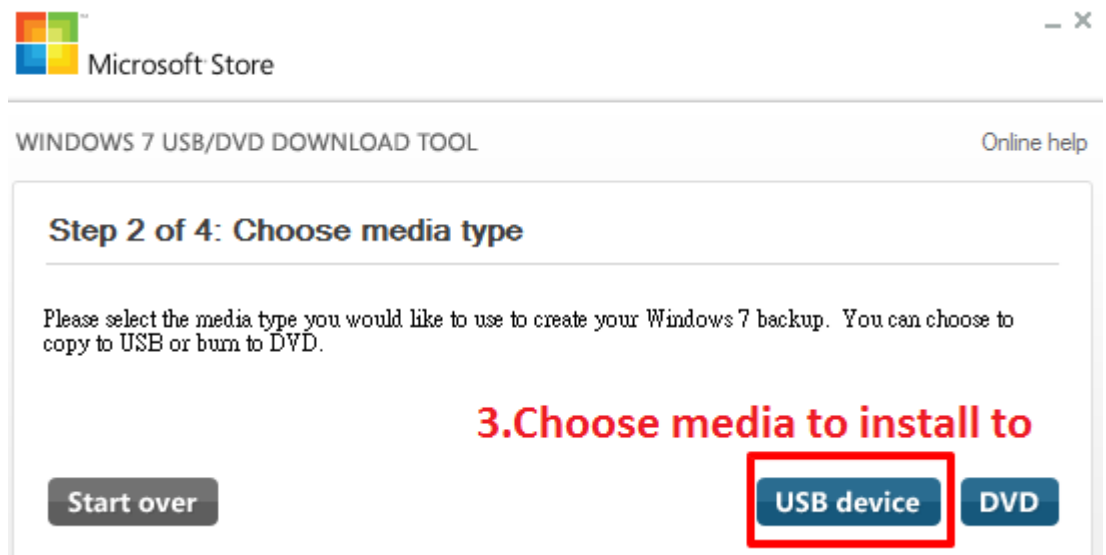 Microsoft Store
WINDOWS 7 USB/DVD DOWNLOAD TOOL
Online help
Step 2 of 4: Choose media type
Please select the media type you would like to use to create your Windows 7 backup. You can choose to
copy to USB or burn to DVD.
3.Choose media to install to
Start over
USB device
DVD